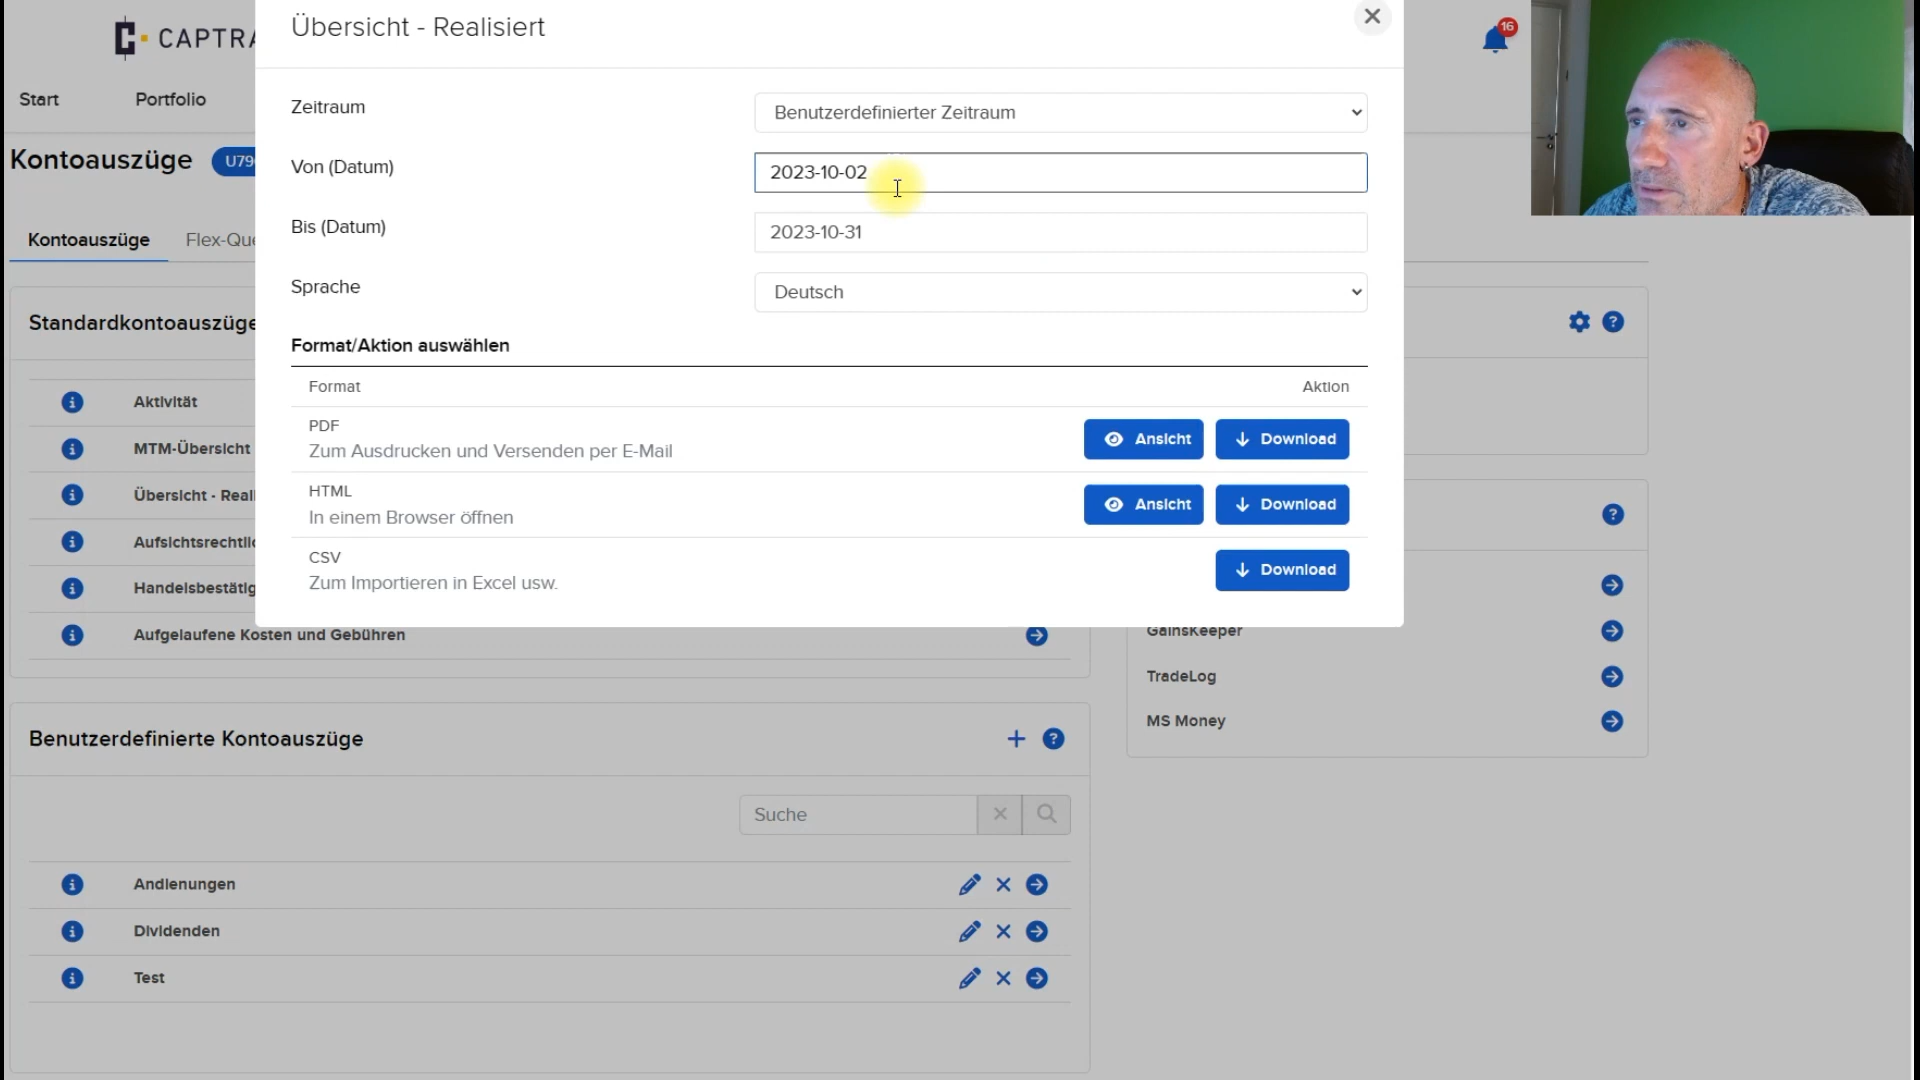 Übersicht - Realisiert
16
Start
Portfolio
Kontoauszüge
Zeitraum
Benutzerdefinierter Zeitraum
Von (Datum)
2023-10-02
Bis (Datum)
2023-10-31
Sprache
Deutsch
Format/Aktion auswählen
Format
Aktion
PDF
Zum Ausdrucken und Versenden per E-Mail
Ansicht
Download
HTML
In einem Browser öffnen
Ansicht
Download
CSV
Zum Importieren in Excel usw.
Download
Kontoauszüge
Standardkontoauszüge
Aktivität
MTM-Übersicht
Übersicht -
Aufgelaufene Kosten und Gebühren
GainsKeeper
TradeLog
MS Money
Benutzerdefinierte Kontoauszüge
Suche
Andienungen
Dividenden
Test